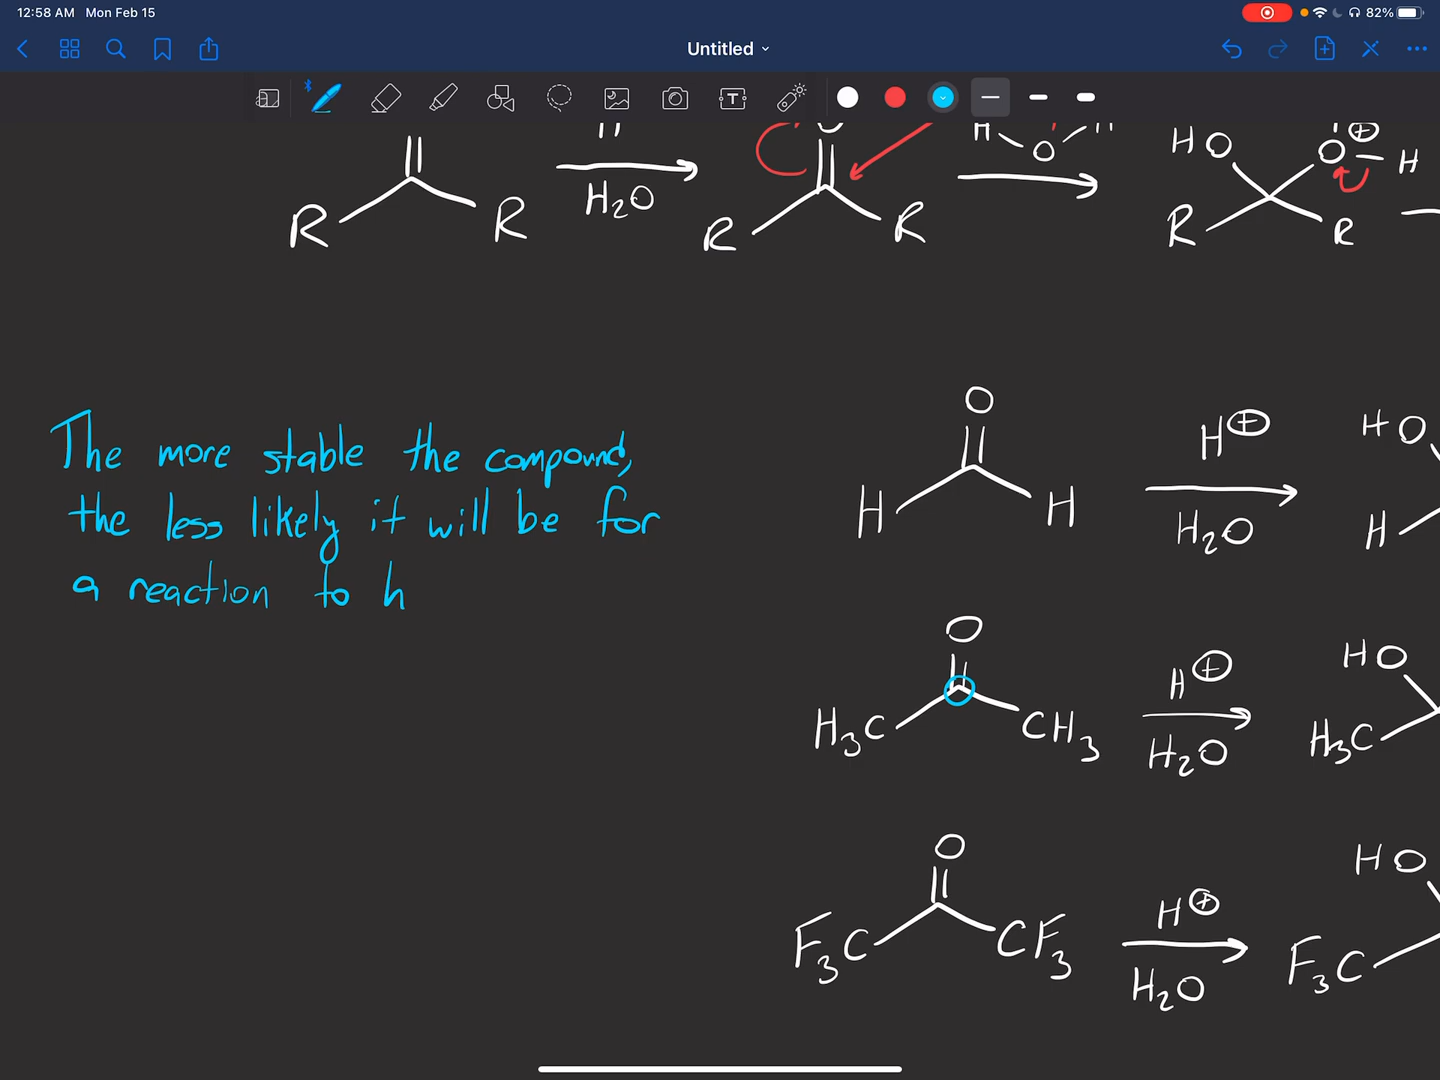 12:58 AM Mon Feb 15
82%
Untitled
T
H₂O
R R
R R
H O
HO O⊕ H
R R
The more stable the compound,
the less likely it will be for
a reaction to h
O
H H
H⊕
H₂O
HO
H
O
H₃C CH₃
H⊕
H₂O
HO
H₃C
O
F₃C CF₃
H⊕
H₂O
HO
F₃C